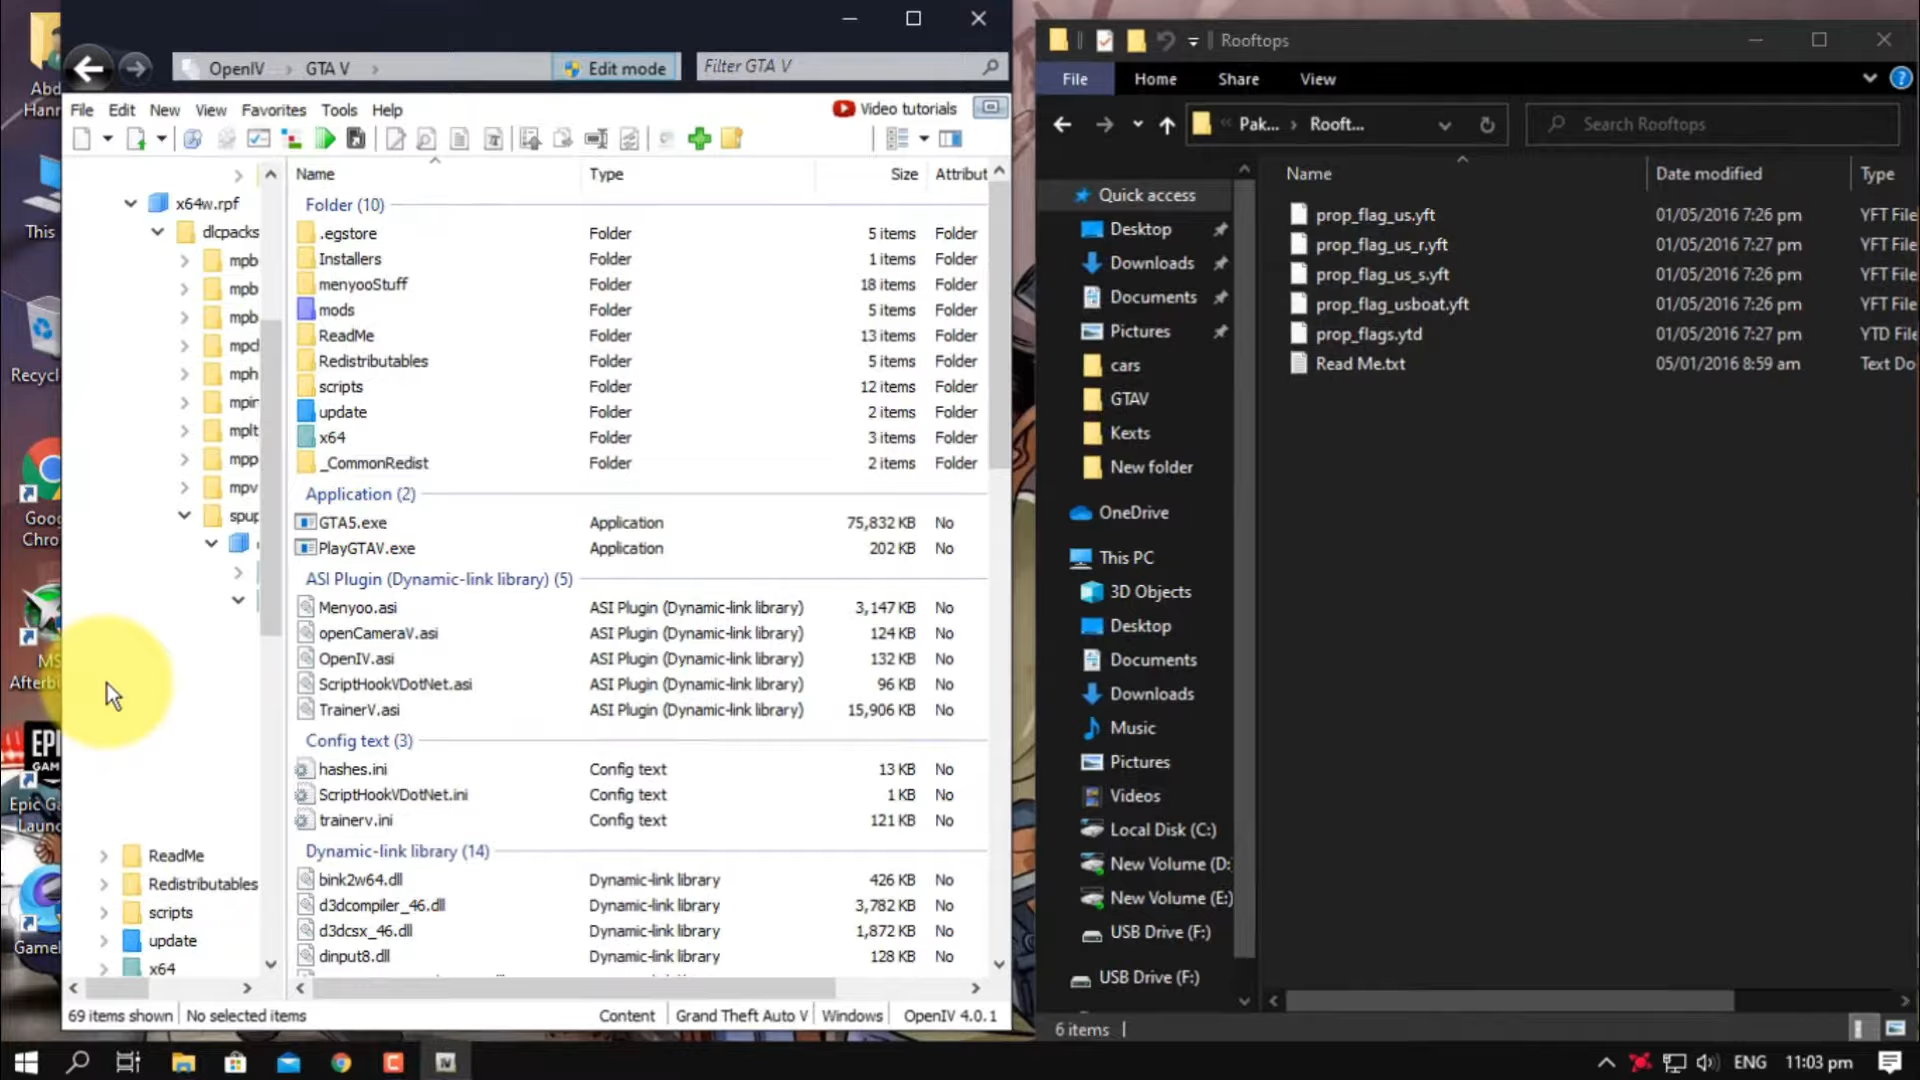 OpenIV
GTA V
Edit mode
Filter GTA V
File
Edit
New
View
Favorites
Tools
Help
Video tutorials
x64w.rpf
dlcpacks
mpb
mpb
mpb
mpcl
mph
mpir
mplt
mpp
mpv
spup
ReadMe
Redistributables
scripts
update
x64
Name
Type
Size
Attribut
Folder (10)
.egstore Folder 5 items Folder
Installers Folder 1 items Folder
menyooStuff Folder 18 items Folder
mods Folder 5 items Folder
ReadMe Folder 13 items Folder
Redistributables Folder 5 items Folder
scripts Folder 12 items Folder
update Folder 2 items Folder
x64 Folder 3 items Folder
_CommonRedist Folder 2 items Folder
Application (2)
GTA5.exe Application 75,832 KB No
PlayGTAV.exe Application 202 KB No
ASI Plugin (Dynamic-link library) (5)
Menyoo.asi ASI Plugin (Dynamic-link library) 3,147 KB No
openCameraV.asi ASI Plugin (Dynamic-link library) 124 KB No
OpenIV.asi ASI Plugin (Dynamic-link library) 132 KB No
ScriptHookVDotNet.asi ASI Plugin (Dynamic-link library) 96 KB No
TrainerV.asi ASI Plugin (Dynamic-link library) 15,906 KB No
Config text (3)
hashes.ini Config text 13 KB No
ScriptHookVDotNet.ini Config text 1 KB No
trainerv.ini Config text 121 KB No
Dynamic-link library (14)
bink2w64.dll Dynamic-link library 426 KB No
d3dcompiler_46.dll Dynamic-link library 3,782 KB No
d3dcsx_46.dll Dynamic-link library 1,872 KB No
dinput8.dll Dynamic-link library 128 KB No
69 items shown
No selected items
Content
Grand Theft Auto V
Windows
OpenIV 4.0.1
Rooftops
File
Home
Share
View
Pak...
Rooft...
Search Rooftops
Quick access
Desktop
Downloads
Documents
Pictures
cars
GTAV
Kexts
New folder
OneDrive
This PC
3D Objects
Desktop
Documents
Downloads
Music
Pictures
Videos
Local Disk (C:)
New Volume (D:
New Volume (E:)
USB Drive (F:)
USB Drive (F:)
Name
Date modified
Type
prop_flag_us.yft 01/05/2016 7:26 pm YFT File
prop_flag_us_r.yft 01/05/2016 7:27 pm YFT File
prop_flag_us_s.yft 01/05/2016 7:26 pm YFT File
prop_flag_usboat.yft 01/05/2016 7:26 pm YFT File
prop_flags.ytd 01/05/2016 7:27 pm YTD File
Read Me.txt 05/01/2016 8:59 am Text Do
6 items
Abd
Hann
This
Recycl
Goog
Chro
MS
Afterb
EPI
GAM
Epic Ga
Launc
Gamel
ENG
11:03 pm